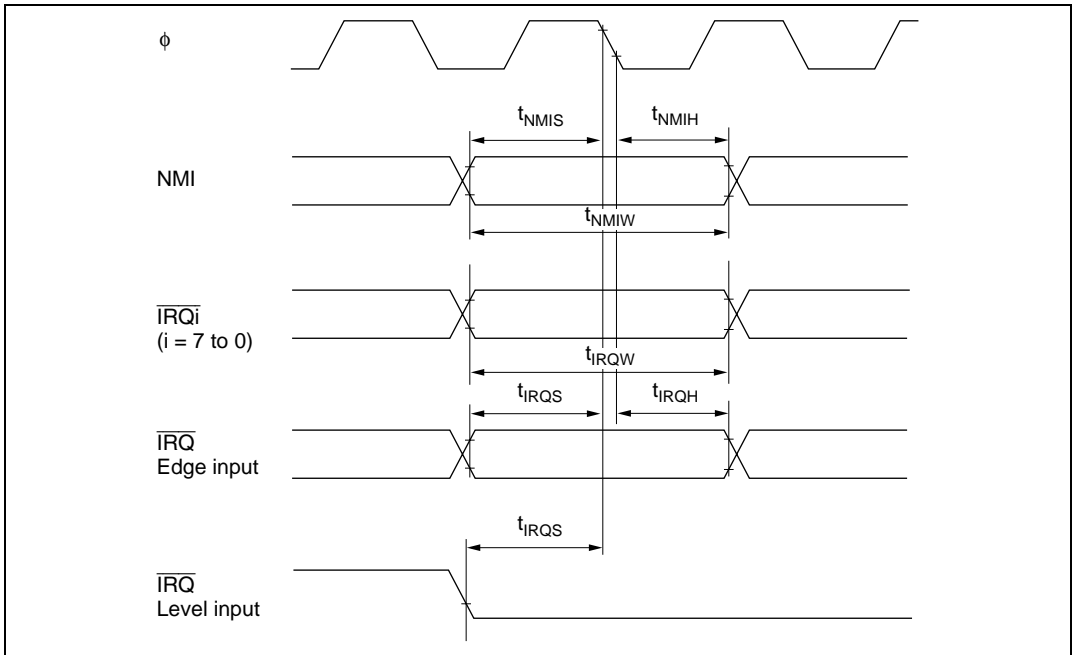 ϕ
tNMIS
tNMIH
NMI
tNMIW
IRQi
(i = 7 to 0)
tIRQW
tIRQS
tIRQH
IRQ
Edge input
tIRQS
IRQ
Level input